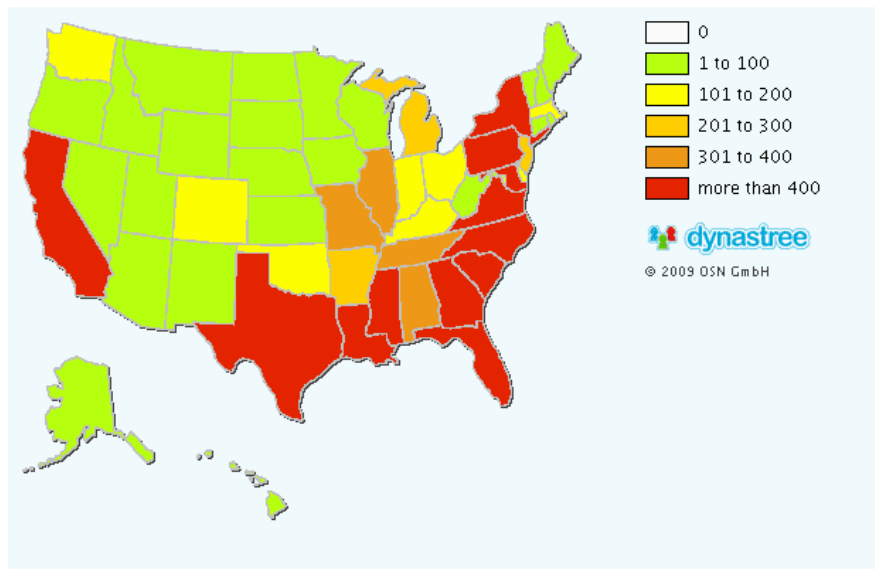 0
1 to 100
101 to 200
201 to 300
301 to 400
more than 400
dynastree
© 2009 OSN GmbH